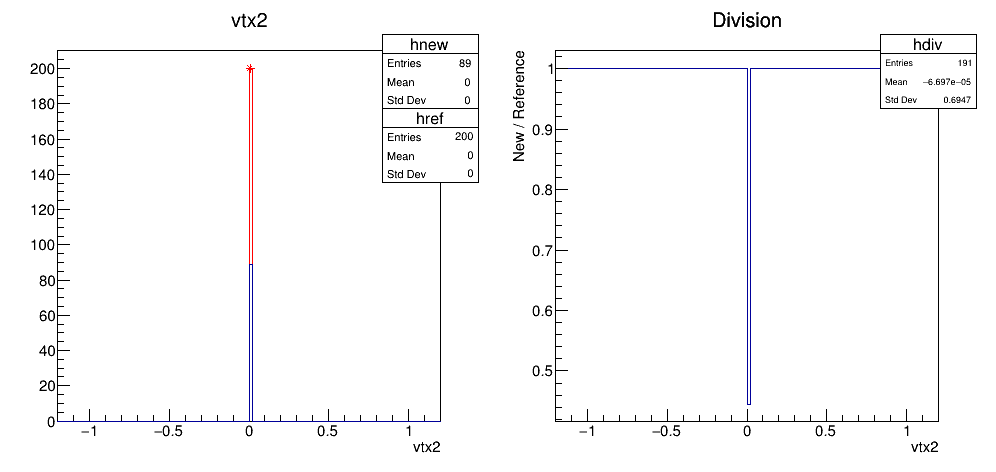 vtx2
hnew
Entries 89
Mean 0
Std Dev 0
href
Entries 200
Mean 0
Std Dev 0
200
180
160
140
120
100
80
60
40
20
0
−1 −0.5 0 0.5 1
vtx2
Division
hdiv
Entries 191
Mean −6.697e−05
Std Dev 0.6947
New / Reference
1
0.9
0.8
0.7
0.6
0.5
−1 −0.5 0 0.5 1
vtx2